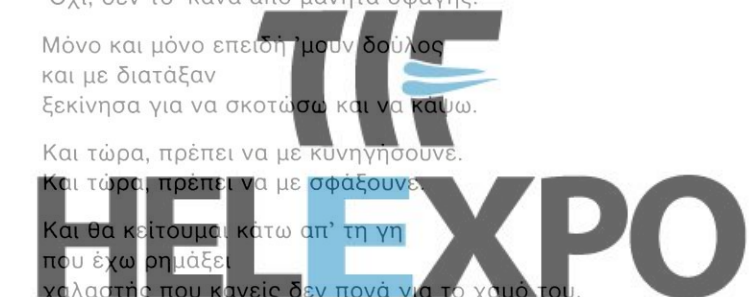 Όχι, δεν το 'κανα από μανητα σφαγής.
Μόνο και μόνο επειδή 'μουν δούλος
και με διατάξαν
ξεκίνησα για να σκοτώσω και να κάψω.
Και τώρα, πρέπει να με κυνηγήσουνε.
Και τώρα, πρέπει να με σφάξουνε.
Και θα κείτουμαι κάτω απ' τη γη
που έχω ρημάξει
χαλαστής που κανείς δεν πονά για το χαμό του.
TIF
HELEXPO